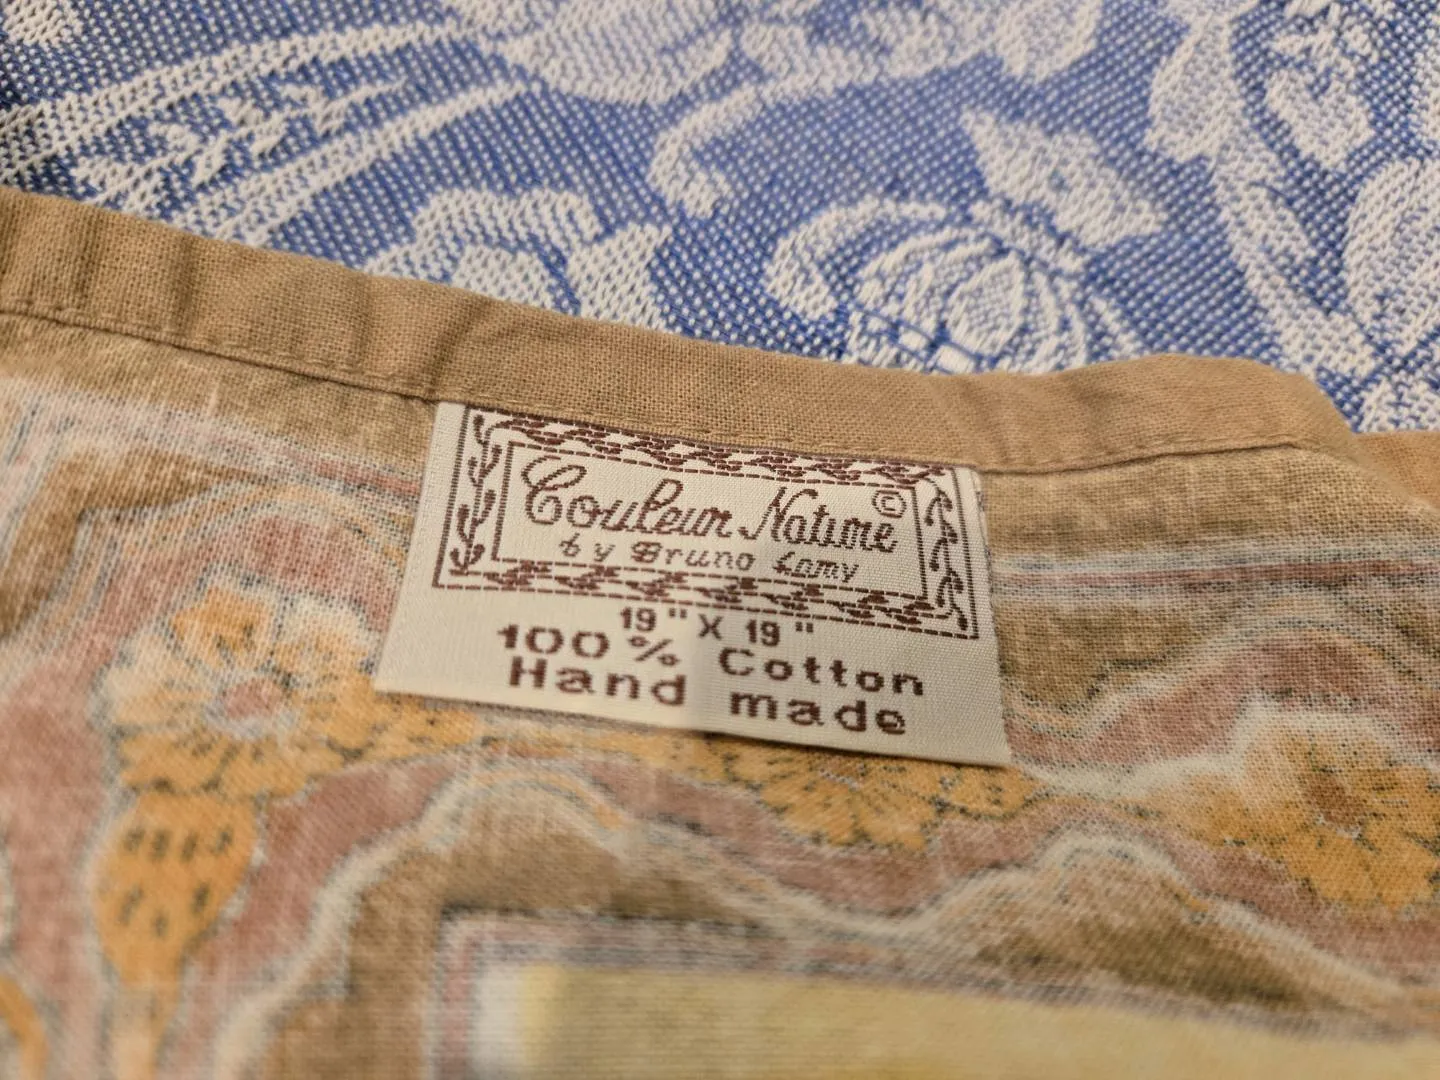 Couleur Nature ©
by Bruno Lamy
19" X 19"
100% Cotton
Hand made